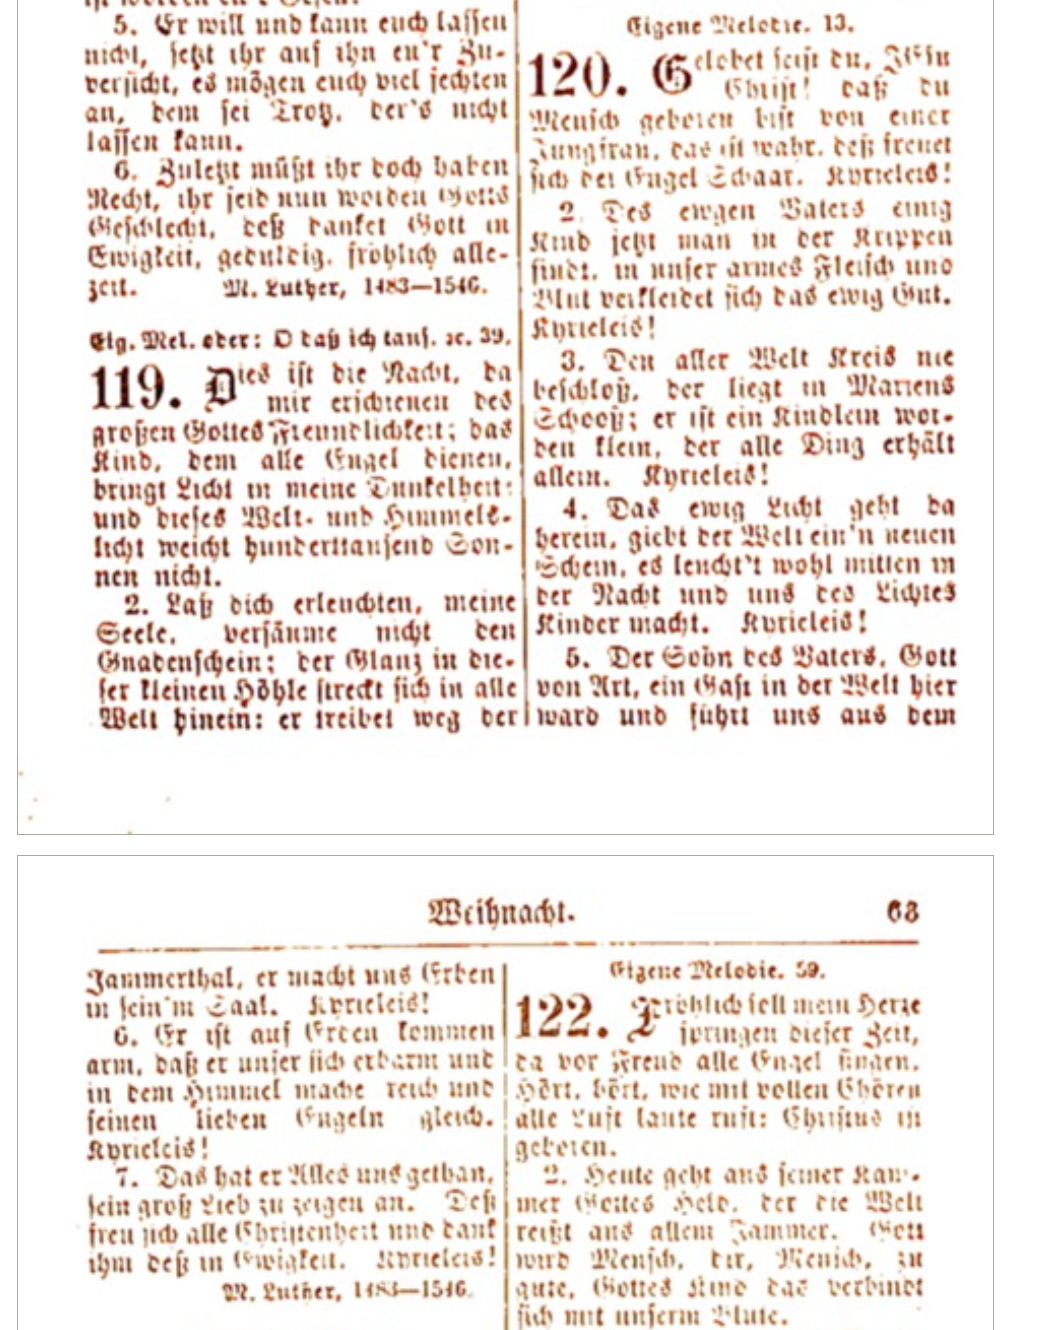 5. Er will und kann euch lassen
nicht, setzt ihr auf ihn eu'r Zu-
versicht, es mögen euch viel fechten
an, dem sei Trotz, der's nicht
lassen kann.
6. Zuletzt müßt ihr doch haben
Recht, ihr seid nun worden Gotts
Geschlecht, deß danket Gott in
Ewigkeit, geduldig, fröhlich alle-
zeit. M. Luther, 1483—1546.
Eig. Mel. oder: O daß ich taus. ꝛc. 39.
119. Dies ist die Nacht, da
mir erschienen des
großen Gottes Freundlichkeit; das
Kind, dem alle Engel dienen,
bringt Licht in meine Dunkelheit;
und dieses Welt- und Himmels-
licht weicht hunderttausend Son-
nen nicht.
2. Laß dich erleuchten, meine
Seele, versäume nicht den
Gnadenschein; der Glanz in die-
ser kleinen Höhle streckt sich in alle
Welt hinein; er treibet weg der
Eigene Melodie. 13.
120. Gelobet seist du, JEsu
Christ! daß du
Mensch geboren bist von einer
Jungfrau, das ist wahr, deß freuet
sich der Engel Schaar. Kyrieleis!
2. Des ewgen Vaters einig
Kind jetzt man in der Krippen
findt, in unser armes Fleisch und
Blut verkleidet sich das ewig Gut.
Kyrieleis!
3. Den aller Welt Kreis nie
beschloß, der liegt in Mariens
Schooß; er ist ein Kindlein wor-
den klein, der alle Ding erhält
allein. Kyrieleis!
4. Das ewig Licht geht da
herein, giebt der Welt ein'n neuen
Schein, es leucht't wohl mitten in
der Nacht und uns des Lichtes
Kinder macht. Kyrieleis!
5. Der Sohn des Vaters, Gott
von Art, ein Gast in der Welt hier
ward und führt uns aus dem
Weihnacht. 63
Jammerthal, er macht uns Erben
in sein'm Saal. Kyrieleis!
6. Er ist auf Erden kommen
arm, daß er unser sich erbarm und
in dem Himmel mache reich und
seinen lieben Engeln gleich.
Kyrieleis!
7. Das hat er Alles uns gethan,
sein groß Lieb zu zeigen an. Deß
freu sich alle Christenheit und dank
ihm deß in Ewigkeit. Kyrieleis!
M. Luther, 1483—1546.
Eigene Melodie. 59.
122. Fröhlich soll mein Herze
springen dieser Zeit,
da vor Freud alle Engel singen.
Hört, hört, wie mit vollen Chören
alle Luft laute ruft: Christus ist
geboren.
2. Heute geht aus seiner Kam-
mer Gottes Held, der die Welt
reißt aus allem Jammer. Gott
wird Mensch, dir, Mensch, zu
gute, Gottes Kind das verbindt
sich mit unserm Blute.